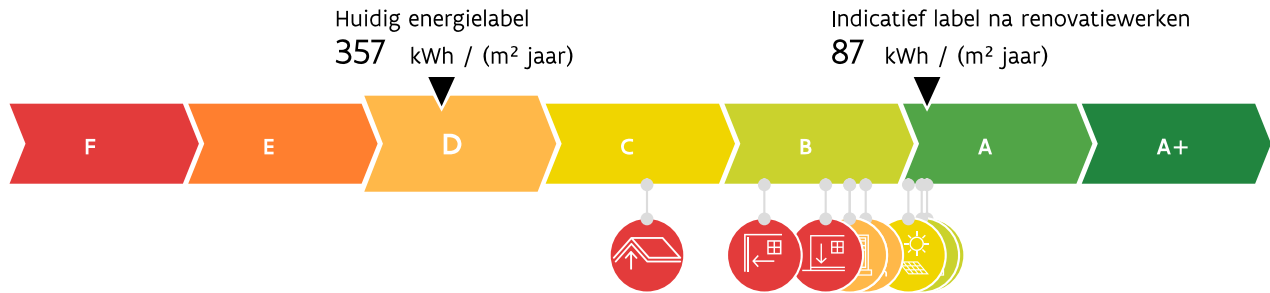 Huidig energielabel
357 kWh / (m² jaar)
Indicatief label na renovatiewerken
87 kWh / (m² jaar)
F E D C B A A+